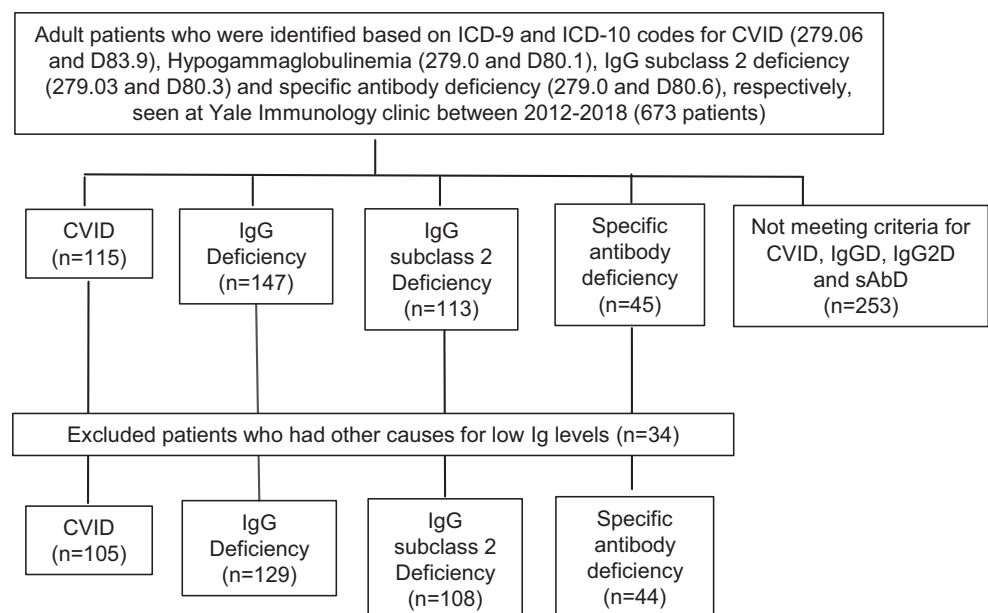 Adult patients who were identified based on ICD-9 and ICD-10 codes for CVID (279.06
and D83.9), Hypogammaglobulinemia (279.0 and D80.1), IgG subclass 2 deficiency
(279.03 and D80.3) and specific antibody deficiency (279.0 and D80.6), respectively,
seen at Yale Immunology clinic between 2012-2018 (673 patients)
CVID
(n=115)
IgG
Deficiency
(n=147)
IgG
subclass 2
Deficiency
(n=113)
Specific
antibody
deficiency
(n=45)
Not meeting criteria for
CVID, IgGD, IgG2D
and sAbD
(n=253)
Excluded patients who had other causes for low Ig levels (n=34)
CVID
(n=105)
IgG
Deficiency
(n=129)
IgG
subclass 2
Deficiency
(n=108)
Specific
antibody
deficiency
(n=44)